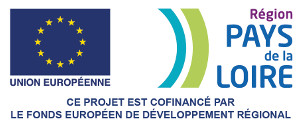 UNION EUROPÉENNE
Région
PAYS
de la
LOIRE
CE PROJET EST COFINANCÉ PAR
LE FONDS EUROPÉEN DE DÉVELOPPEMENT RÉGIONAL